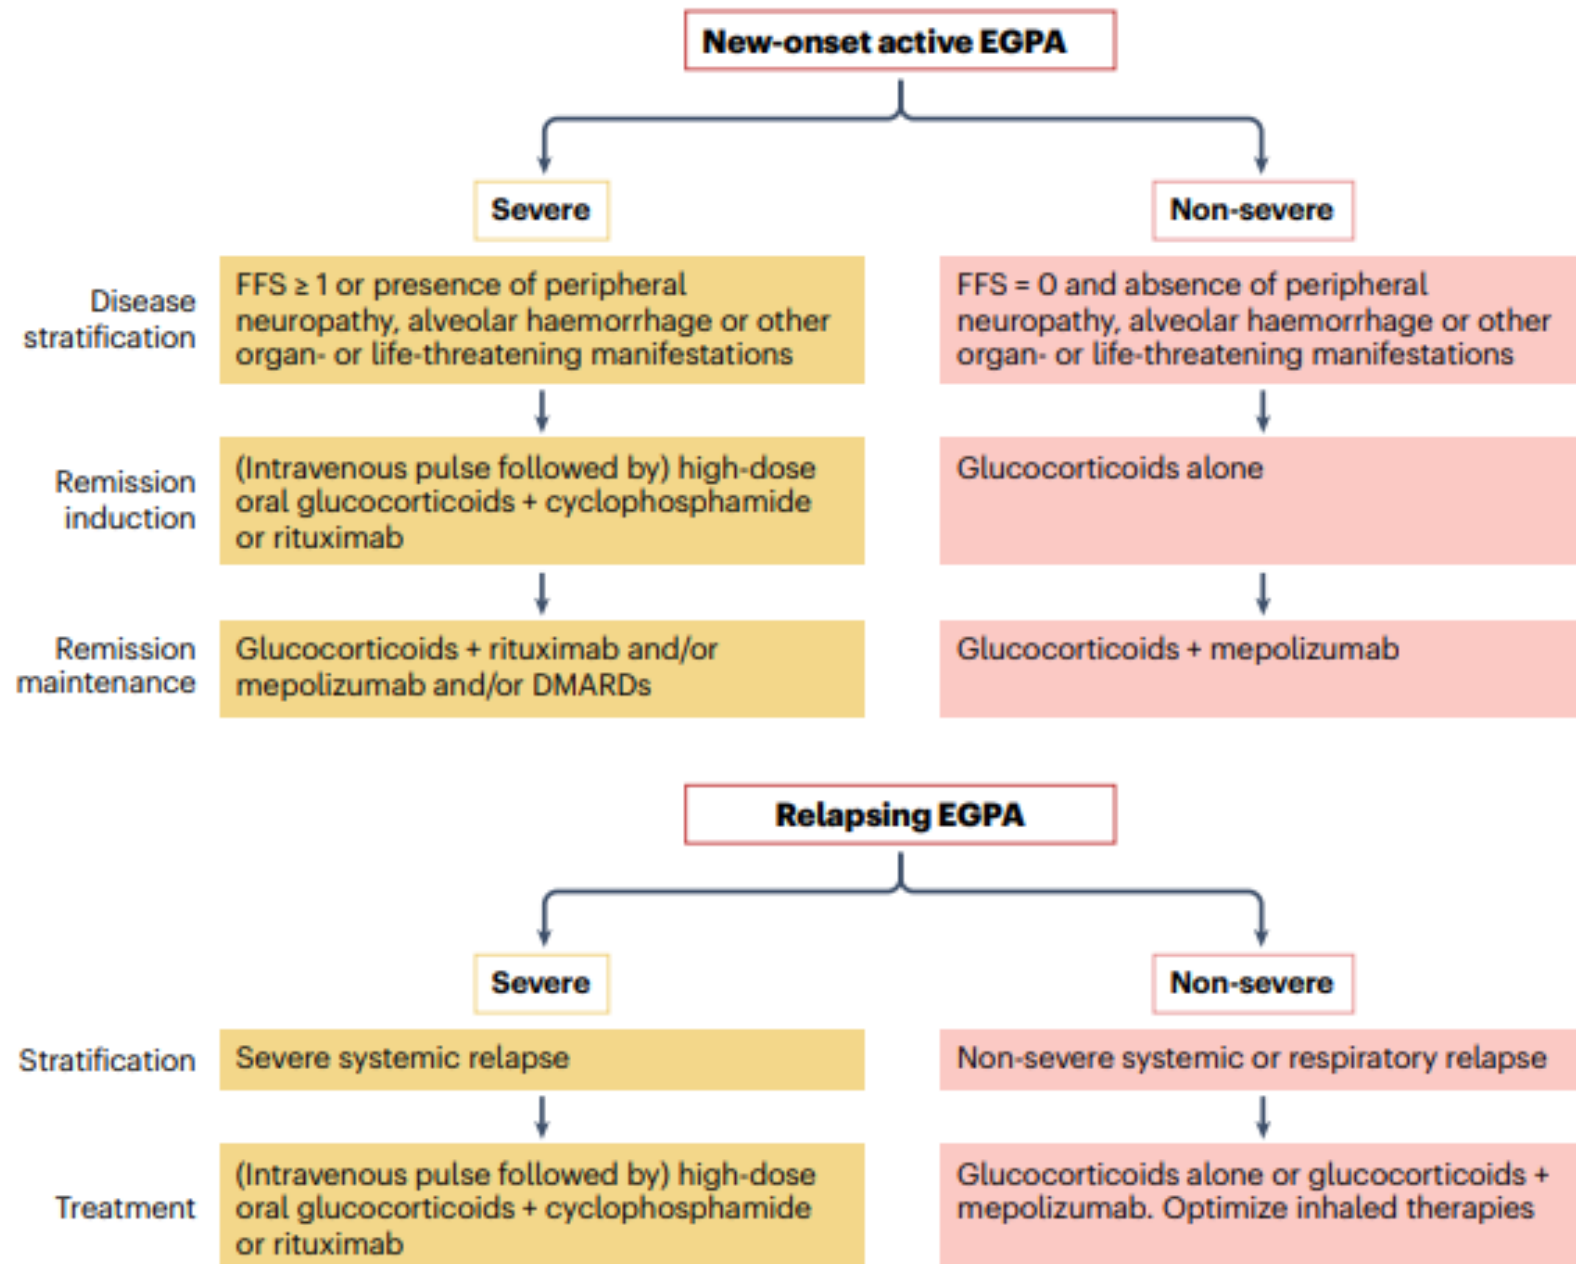 New-onset active EGPA
Severe
Non-severe
Disease
stratification
FFS ≥ 1 or presence of peripheral
neuropathy, alveolar haemorrhage or other
organ- or life-threatening manifestations
FFS = 0 and absence of peripheral
neuropathy, alveolar haemorrhage or other
organ- or life-threatening manifestations
Remission
induction
(Intravenous pulse followed by) high-dose
oral glucocorticoids + cyclophosphamide
or rituximab
Glucocorticoids alone
Remission
maintenance
Glucocorticoids + rituximab and/or
mepolizumab and/or DMARDs
Glucocorticoids + mepolizumab
Relapsing EGPA
Severe
Non-severe
Stratification
Severe systemic relapse
Non-severe systemic or respiratory relapse
Treatment
(Intravenous pulse followed by) high-dose
oral glucocorticoids + cyclophosphamide
or rituximab
Glucocorticoids alone or glucocorticoids +
mepolizumab. Optimize inhaled therapies